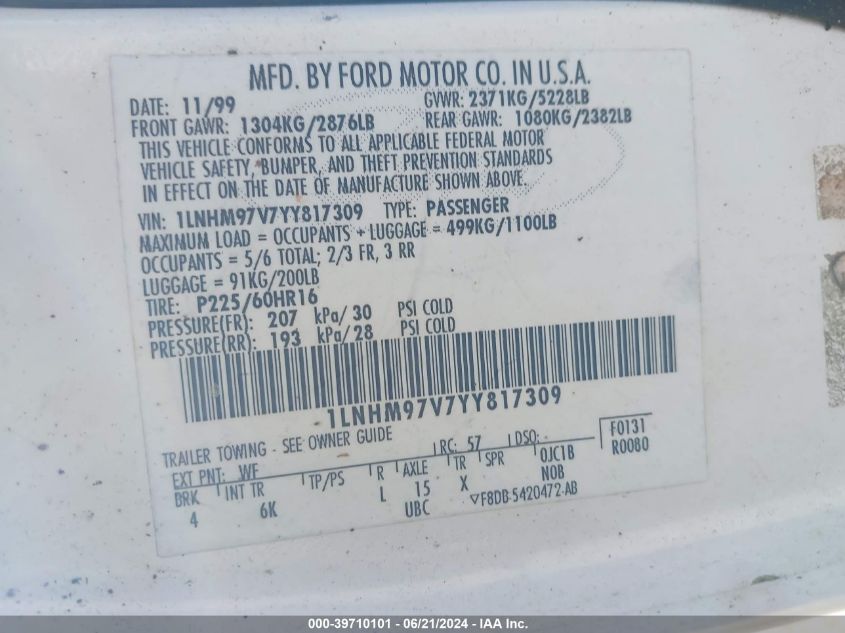 MFD. BY FORD MOTOR CO. IN U.S.A.
DATE: 11/99 GVWR: 2371KG/5228LB
FRONT GAWR: 1304KG/2876LB REAR GAWR: 1080KG/2382LB
THIS VEHICLE CONFORMS TO ALL APPLICABLE FEDERAL MOTOR
VEHICLE SAFETY, BUMPER, AND THEFT PREVENTION STANDARDS
IN EFFECT ON THE DATE OF MANUFACTURE SHOWN ABOVE.
VIN: 1LNHM97V7YY817309 TYPE: PASSENGER
MAXIMUM LOAD = OCCUPANTS + LUGGAGE = 499KG/1100LB
OCCUPANTS = 5/6 TOTAL; 2/3 FR, 3 RR
LUGGAGE = 91KG/200LB
TIRE: P225/60HR16
PRESSURE(FR): 207 kPa/ 30 PSI COLD
PRESSURE(RR): 193 kPa/ 28 PSI COLD
1LNHM97V7YY817309
TRAILER TOWING - SEE OWNER GUIDE
EXT PNT: WF RC: 57 DSO: F0131
R0080
BRK INT TR TP/PS R AXLE TR SPR 0JC1B
4 6K L 15 X N0B
UBC ▽F8DB-5420472-AB
000-39710101 - 06/21/2024 - IAA Inc.